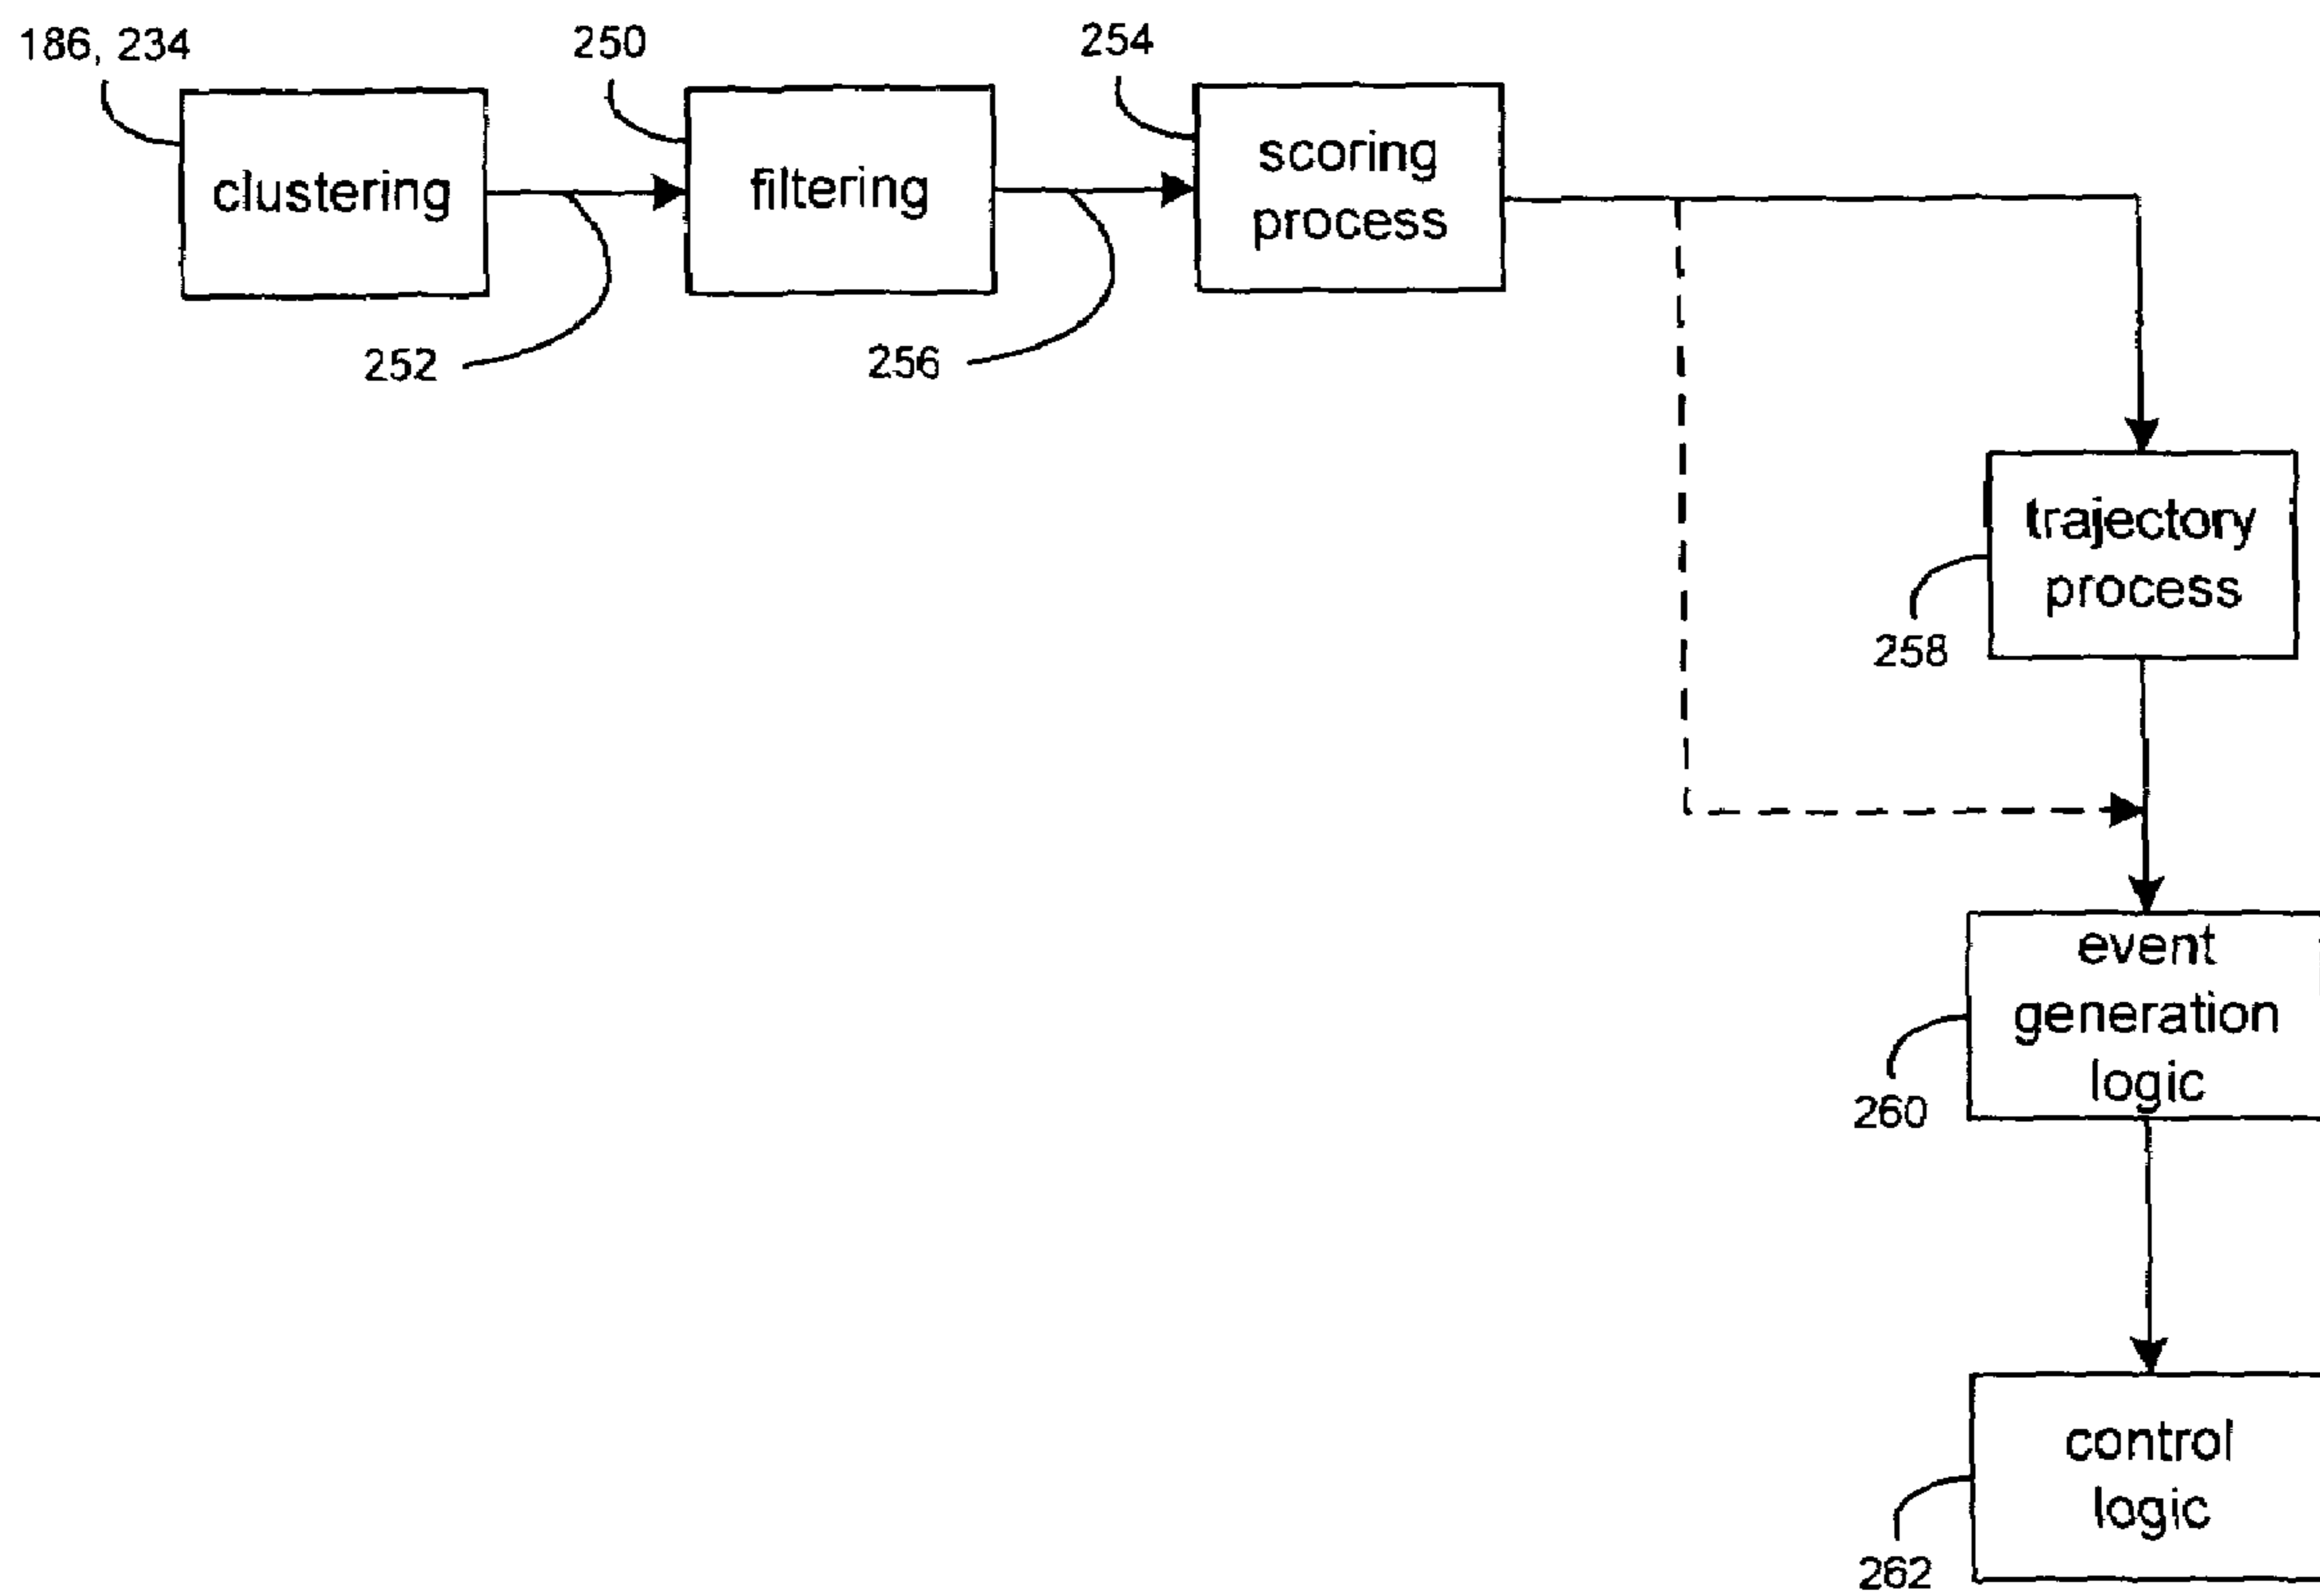 186, 234
250
254
clustering
filtering
scoring
process
252
256
trajectory
process
258
event
generation
logic
260
control
logic
262